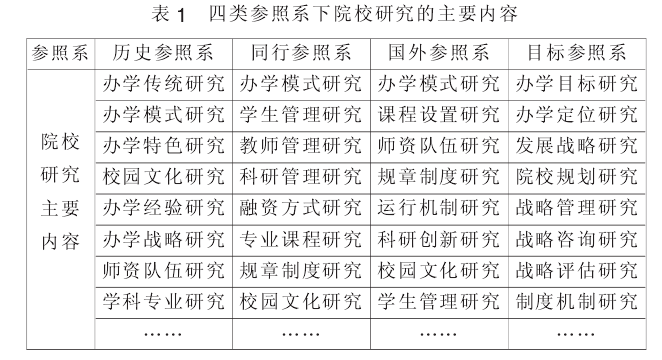 表 1 四类参照系下院校研究的主要内容
参照系 历史参照系 同行参照系 国外参照系 目标参照系
院校研究主要内容
办学传统研究 办学模式研究 办学模式研究 办学目标研究
办学模式研究 学生管理研究 课程设置研究 办学定位研究
办学特色研究 教师管理研究 师资队伍研究 发展战略研究
校园文化研究 科研管理研究 规章制度研究 院校规划研究
办学经验研究 融资方式研究 运行机制研究 战略管理研究
办学战略研究 专业课程研究 科研创新研究 战略咨询研究
师资队伍研究 规章制度研究 校园文化研究 战略评估研究
学科专业研究 校园文化研究 学生管理研究 制度机制研究
…… …… …… ……